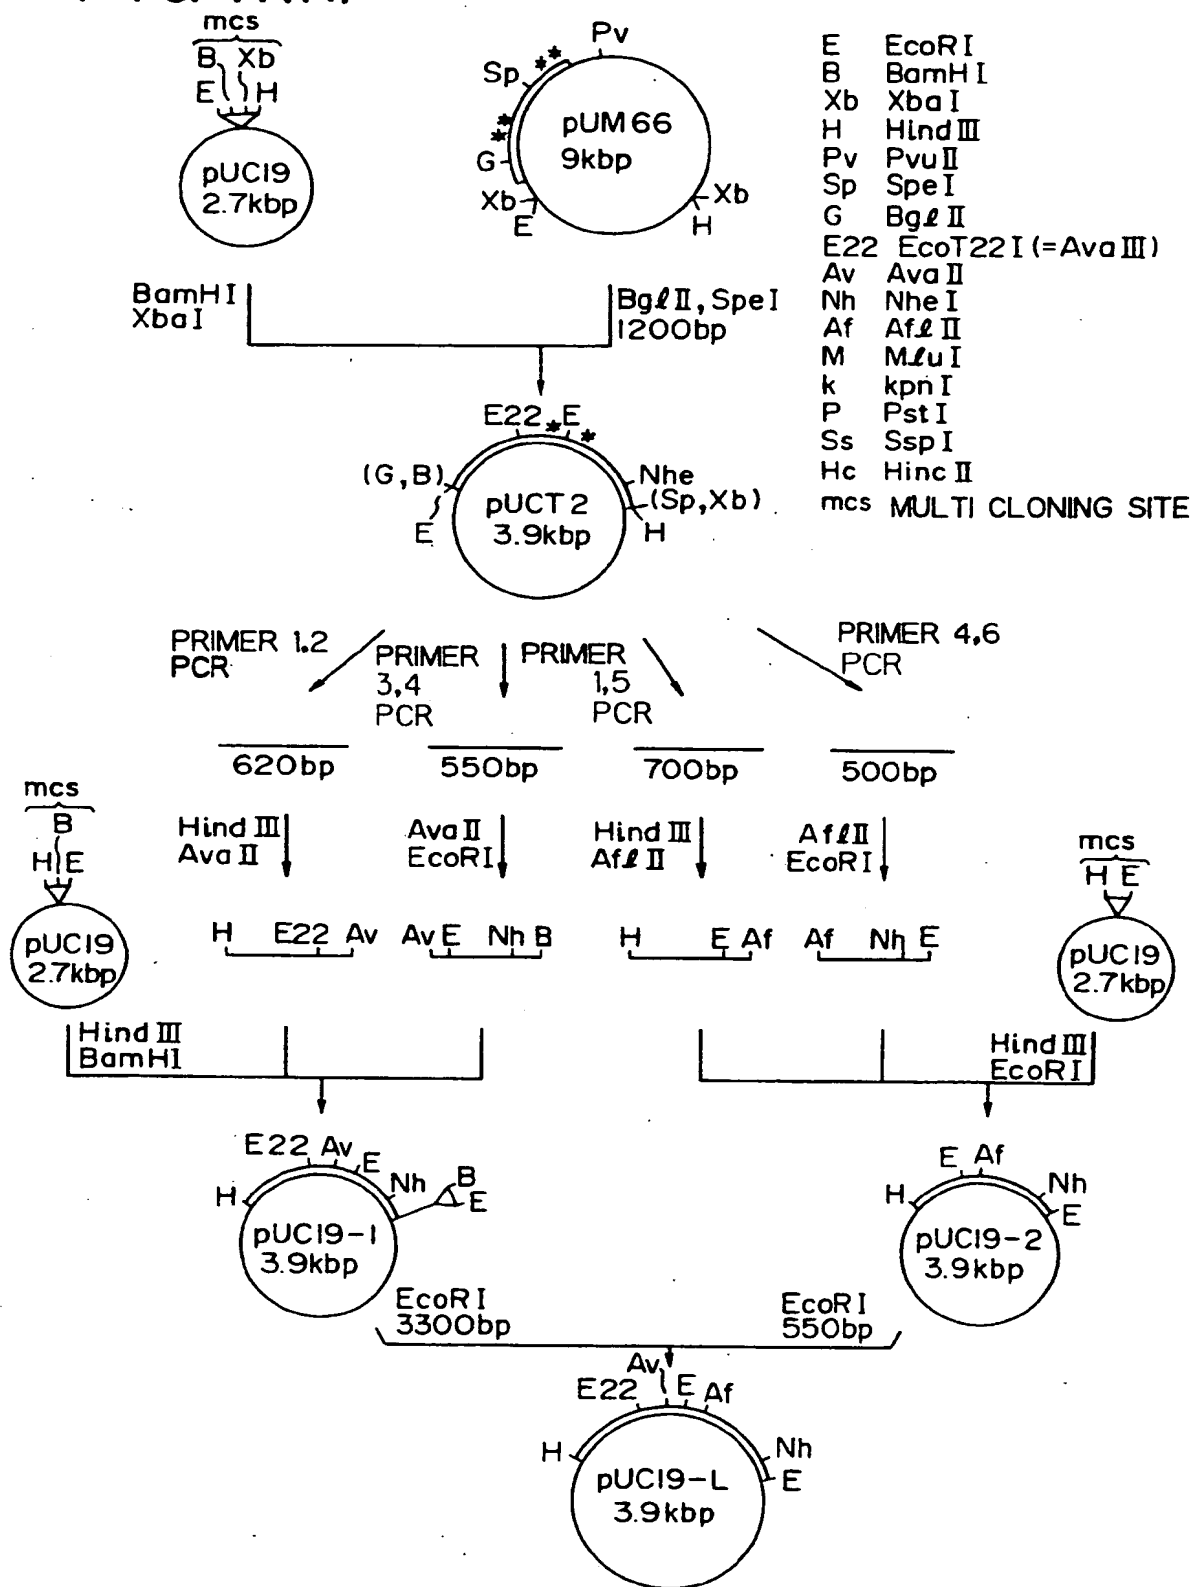 mcs
B Xb
E H
pUC19
2.7kbp
Pv
**
Sp
**
G
Xb
E
pUM66
9kbp
Xb
H
E EcoRI
B BamHI
Xb XbaI
H HindIII
Pv PvuII
Sp SpeI
G BglII
E22 EcoT22I (=AvaIII)
Av AvaII
Nh NheI
Af AflII
M MluI
k kpnI
P PstI
Ss SspI
Hc HincII
mcs MULTI CLONING SITE
BamHI
XbaI
BglII, SpeI
1200bp
E22 * E *
(G,B)
E
Nhe
(Sp,Xb)
H
pUCT2
3.9kbp
PRIMER 1.2
PCR
PRIMER
3,4
PCR
PRIMER
1,5
PCR
PRIMER 4,6
PCR
620bp
550bp
700bp
500bp
mcs
B
H E
pUC19
2.7kbp
HindIII
AvaII
AvaII
EcoRI
HindIII
AflII
AflII
EcoRI
mcs
H E
pUC19
2.7kbp
H E22 Av
Av E Nh B
H E Af
Af Nh E
HindIII
BamHI
HindIII
EcoRI
E22 Av E
H
Nh
B
E
pUC19-1
3.9kbp
E Af
H
Nh
E
pUC19-2
3.9kbp
EcoRI
3300bp
EcoRI
550bp
Av
E22 E Af
H
Nh
E
pUC19-L
3.9kbp